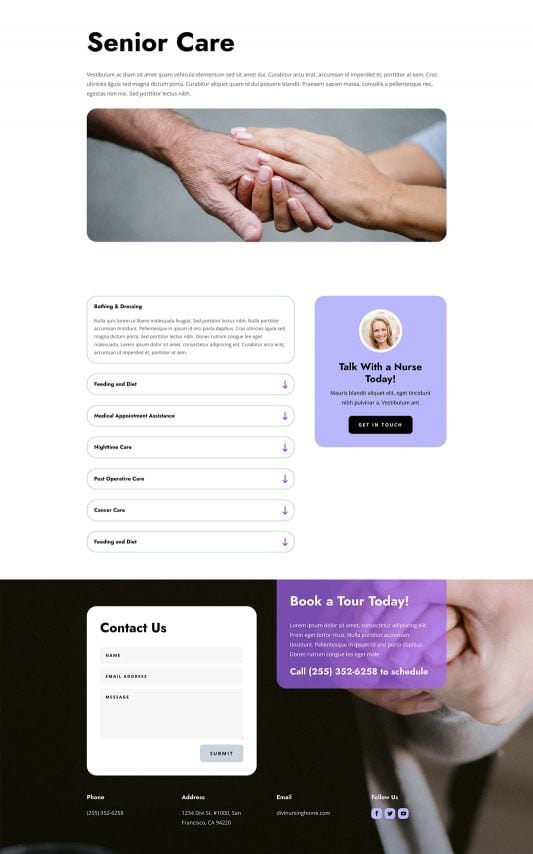 Senior Care
Vestibulum ac diam sit amet quam vehicula elementum sed sit amet dui. Curabitur arcu erat, accumsan id imperdiet et, porttitor at sem. Cras
ultricies ligula sed magna dictum porta. Curabitur aliquet quam id dui posuere blandit. Praesent sapien massa, convallis a pellentesque nec,
egestas non nisi. Sed porttitor lectus nibh.
Bathing & Dressing
Nulla quis lorem ut libero malesuada feugiat. Sed porttitor lectus nibh. Nulla porttitor
accumsan tincidunt. Pellentesque in ipsum id orci porta dapibus. Cras ultricies ligula sed
magna dictum porta. Nulla porttitor nibh. Donec rutrum congue leo eget
malesuada. Lorem ipsum dolor sit amet, consectetur adipiscing elit. Curabitur arcu erat,
accumsan id imperdiet et, porttitor at sem.
Feeding and Diet
Medical Appointment Assistance
Nighttime Care
Post Operative Care
Cancer Care
Feeding and Diet
Talk With a Nurse
Today!
Mauris blandit aliquet elit, eget tincidunt
nibh pulvinar a. Vestibulum ant
GET IN TOUCH
Contact Us
NAME
EMAIL ADDRESS
MESSAGE
SUBMIT
Book a Tour Today!
Lorem ipsum dolor sit amet, consectetur adipiscing elit.
Proin eget tortor risus. Nulla porttitor accumsan
tincidunt. Pellentesque in ipsum id orci porta dapibus.
Donec rutrum congue leo eget male
Call (255) 352-6258 to schedule
Phone
(255) 352-6258
Address
1234 Divi St. #1000, San
Francisco, CA 94220
Email
divinursinghome.com
Follow Us